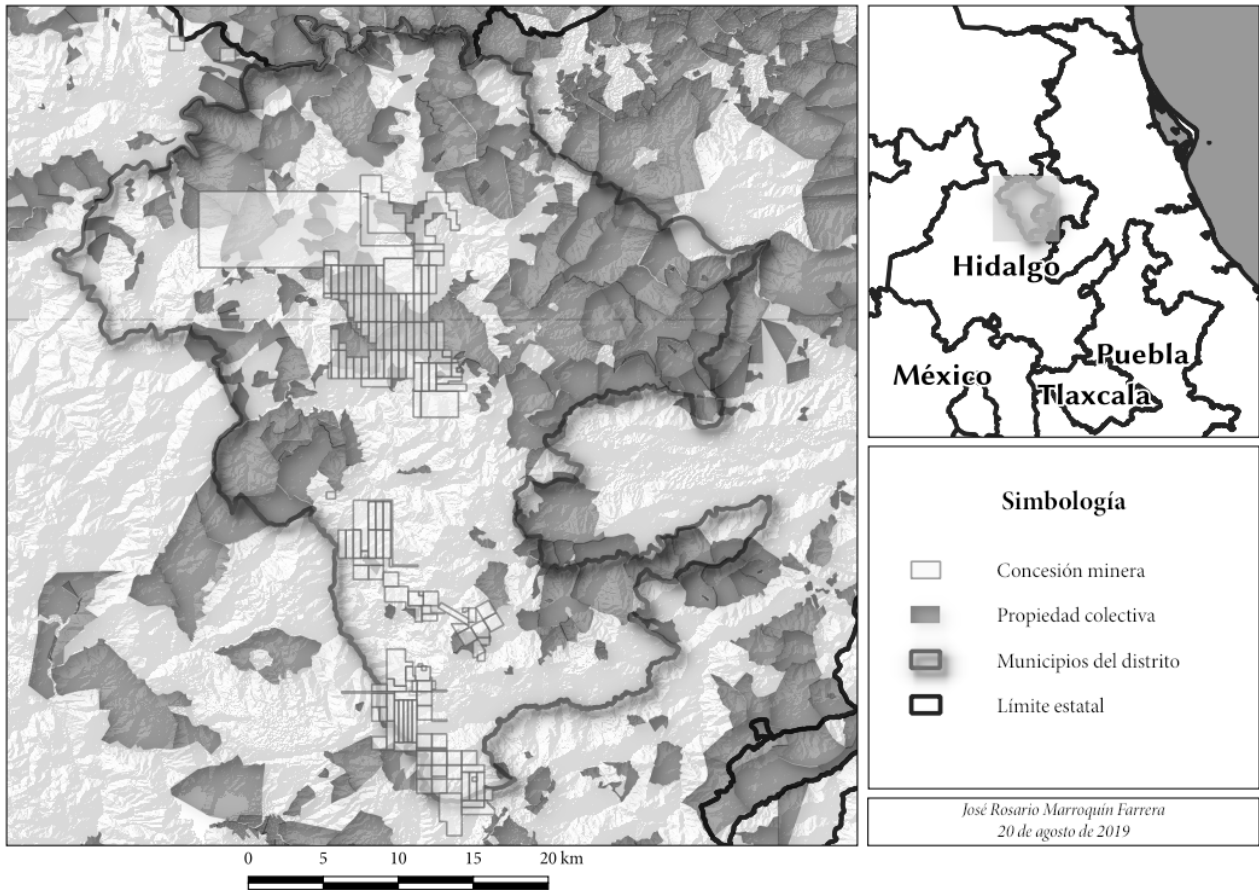 Hidalgo
México
Puebla
Tlaxcala
Simbología
Concesión minera
Propiedad colectiva
Municipios del distrito
Límite estatal
José Rosario Marroquín Farrera
20 de agosto de 2019
0 5 10 15 20 km